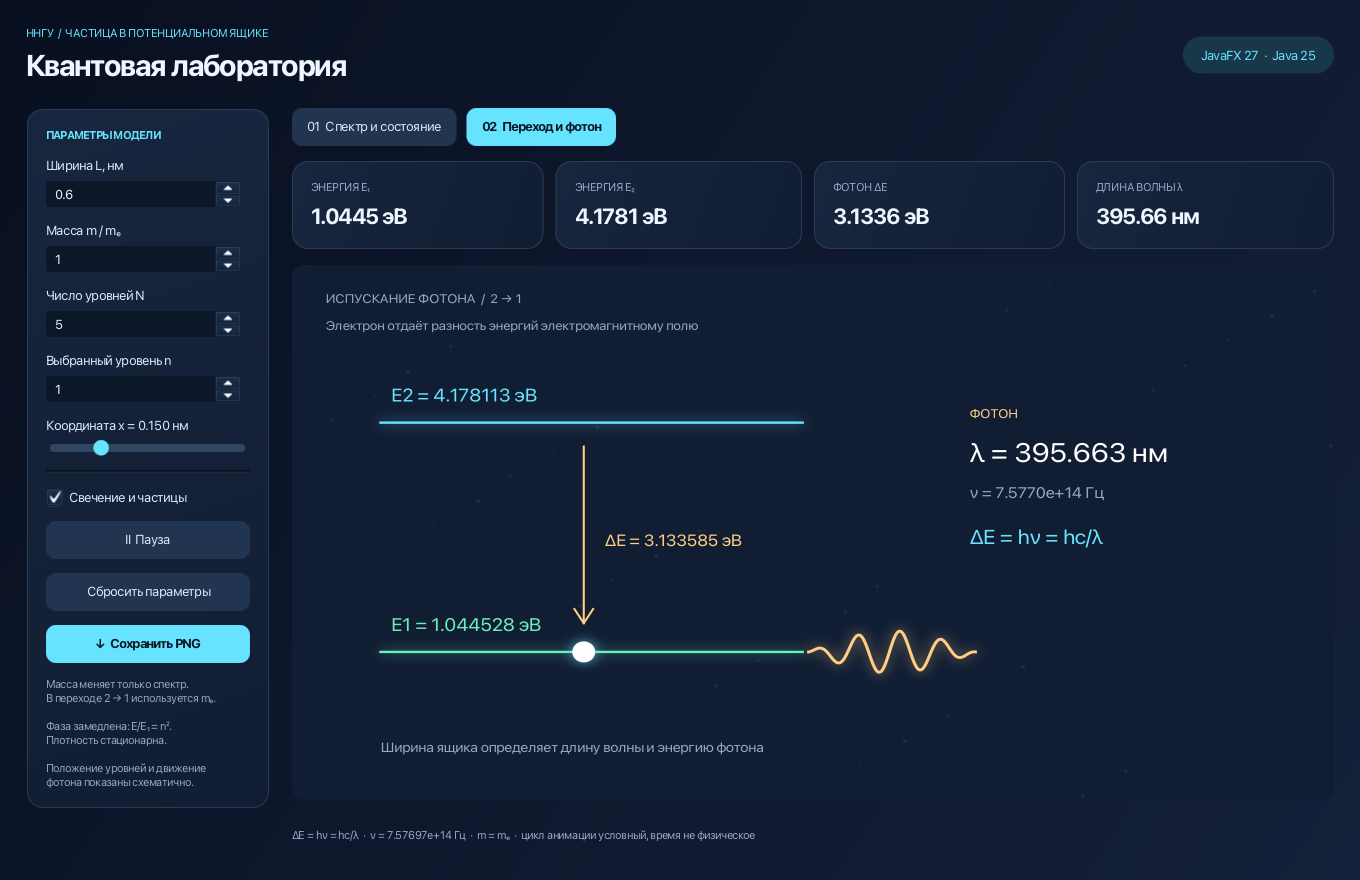 ННГУ / ЧАСТИЦА В ПОТЕНЦИАЛЬНОМ ЯЩИКЕ
Квантовая лаборатория
JavaFX 27 · Java 25
ПАРАМЕТРЫ МОДЕЛИ
Ширина L, нм
0.6
Масса m / mₑ
1
Число уровней N
5
Выбранный уровень n
1
Координата x = 0.150 нм
Свечение и частицы
II Пауза
Сбросить параметры
↓ Сохранить PNG
Масса меняет только спектр.
В переходе 2 → 1 используется mₑ.
Фаза замедлена: E/E₁ = n².
Плотность стационарна.
Положение уровней и движение
фотона показаны схематично.
01 Спектр и состояние
02 Переход и фотон
ЭНЕРГИЯ E₁
1.0445 эВ
ЭНЕРГИЯ E₂
4.1781 эВ
ФОТОН ΔE
3.1336 эВ
ДЛИНА ВОЛНЫ λ
395.66 нм
ИСПУСКАНИЕ ФОТОНА / 2 → 1
Электрон отдаёт разность энергий электромагнитному полю
E2 = 4.178113 эВ
ΔE = 3.133585 эВ
E1 = 1.044528 эВ
ФОТОН
λ = 395.663 нм
ν = 7.5770e+14 Гц
ΔE = hν = hc/λ
Ширина ящика определяет длину волны и энергию фотона
ΔE = hν = hc/λ · ν = 7.57697e+14 Гц · m = mₑ · цикл анимации условный, время не физическое